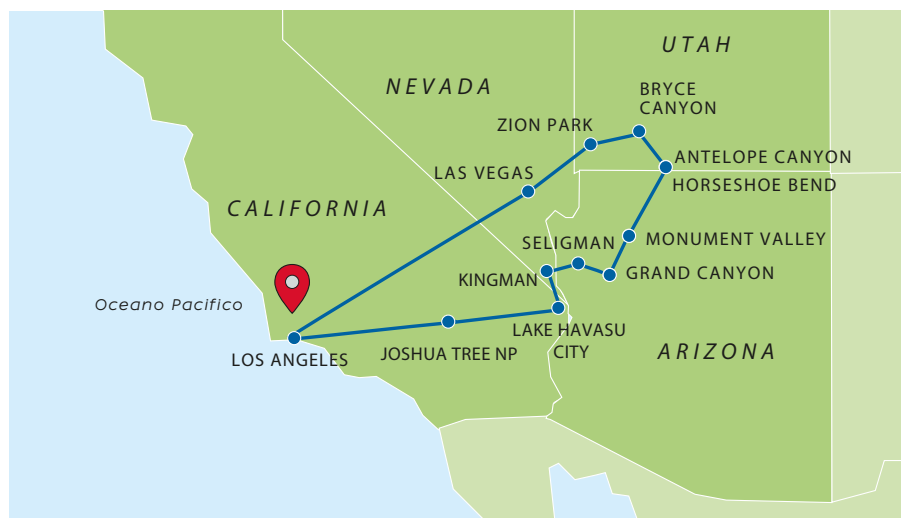 UTAH
NEVADA
BRYCE
CANYON
ZION PARK
ANTELOPE CANYON
LAS VEGAS
HORSESHOE BEND
CALIFORNIA
SELIGMAN
MONUMENT VALLEY
KINGMAN
GRAND CANYON
Oceano Pacifico
LAKE HAVASU
CITY
LOS ANGELES
JOSHUA TREE NP
ARIZONA